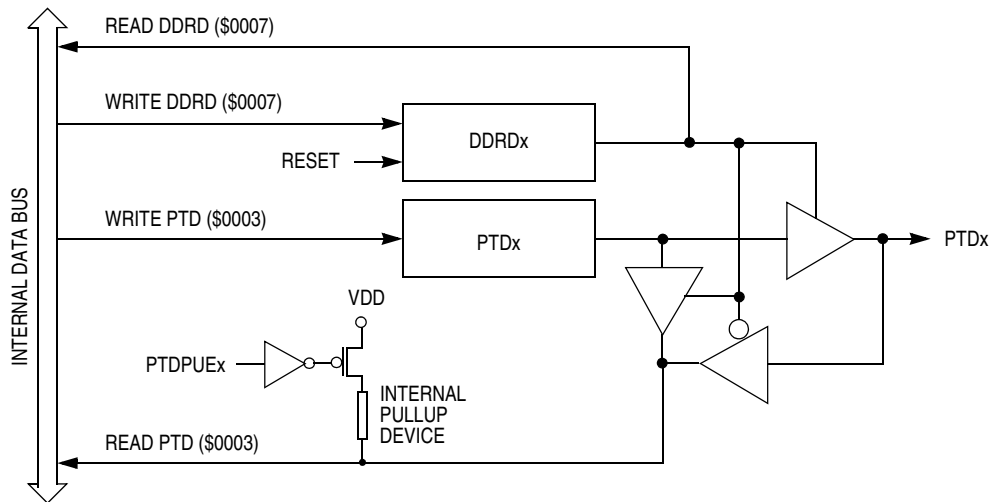 READ DDRD ($0007)
WRITE DDRD ($0007)
DDRDx
RESET
INTERNAL DATA BUS
WRITE PTD ($0003)
PTDx
PTDx
VDD
PTDPUEx
INTERNAL
PULLUP
DEVICE
READ PTD ($0003)